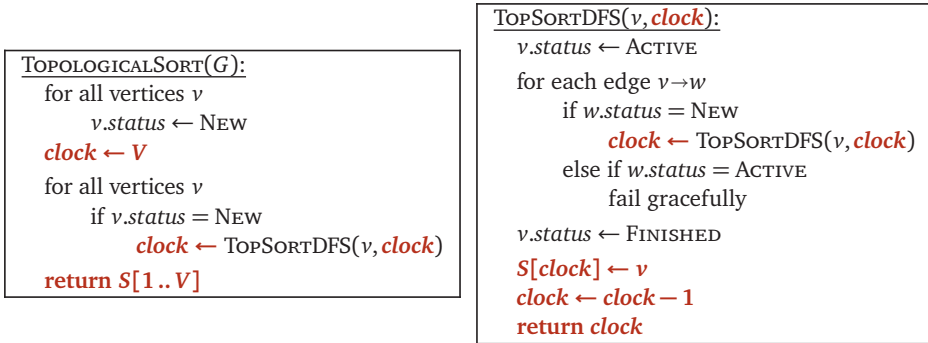 TOPOLOGICALSORT(G):
for all vertices v
v.status ← NEW
clock ← V
for all vertices v
if v.status = NEW
clock ← TOPSORTDFS(v, clock)
return S[1 .. V]
TOPSORTDFS(v, clock):
v.status ← ACTIVE
for each edge v→w
if w.status = NEW
clock ← TOPSORTDFS(v, clock)
else if w.status = ACTIVE
fail gracefully
v.status ← FINISHED
S[clock] ← v
clock ← clock − 1
return clock